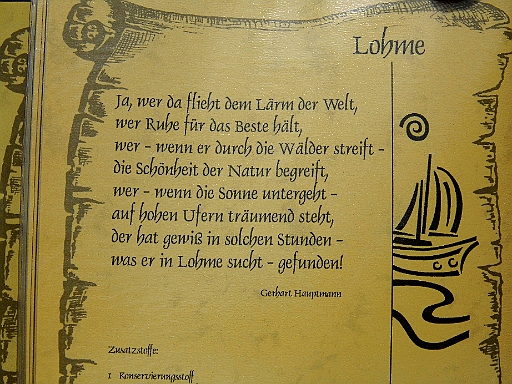 Lohme
Ja, wer da flieht dem Lärm der Welt,
wer Ruhe für das Beste hält,
wer - wenn er durch die Wälder streift -
die Schönheit der Natur begreift,
wer - wenn die Sonne untergeht -
auf hohen Ufern träumend steht,
der hat gewiß in solchen Stunden -
was er in Lohme sucht - gefunden!
Gerhart Hauptmann
Zusatzstoffe:
1 Konservierungsstoff